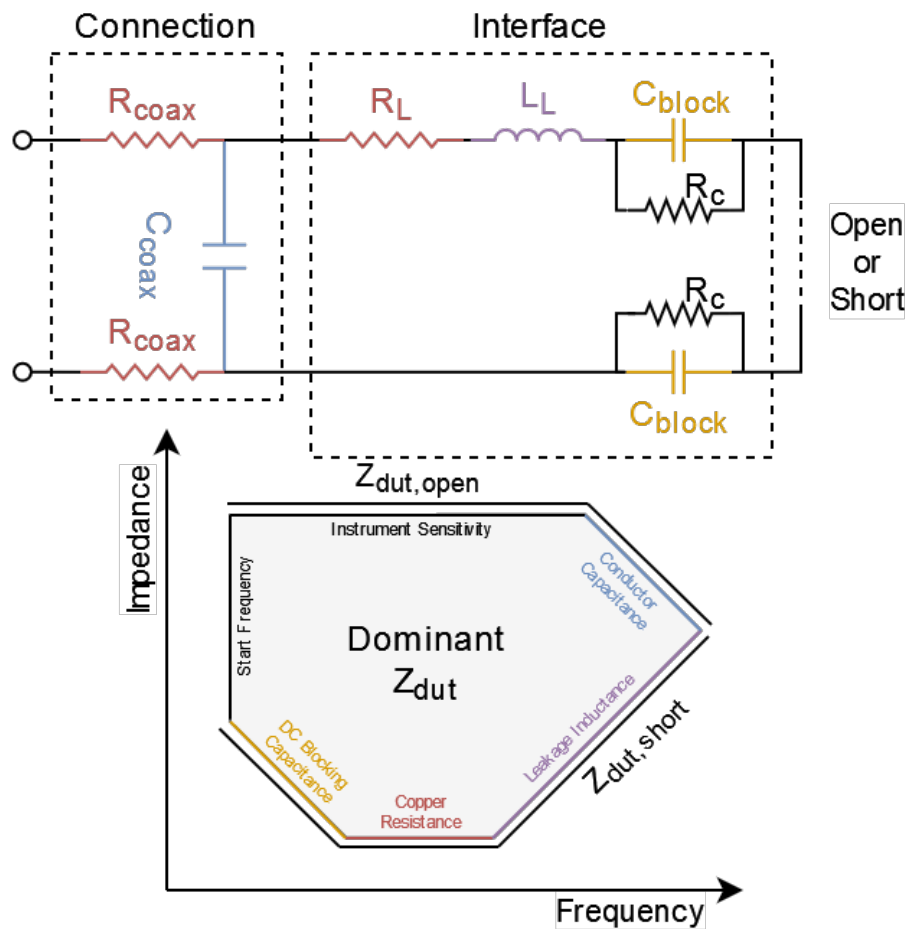 Connection
Interface
Rcoax
RL
LL
Cblock
Rc
Ccoax
Open
or
Short
Rc
Rcoax
Cblock
Impedance
Zdut,open
Instrument Sensitivity
Conductor
Capacitance
Start Frequency
Dominant
Zdut
Leakage Inductance
Zdut,short
DC Blocking
Capacitance
Copper
Resistance
Frequency